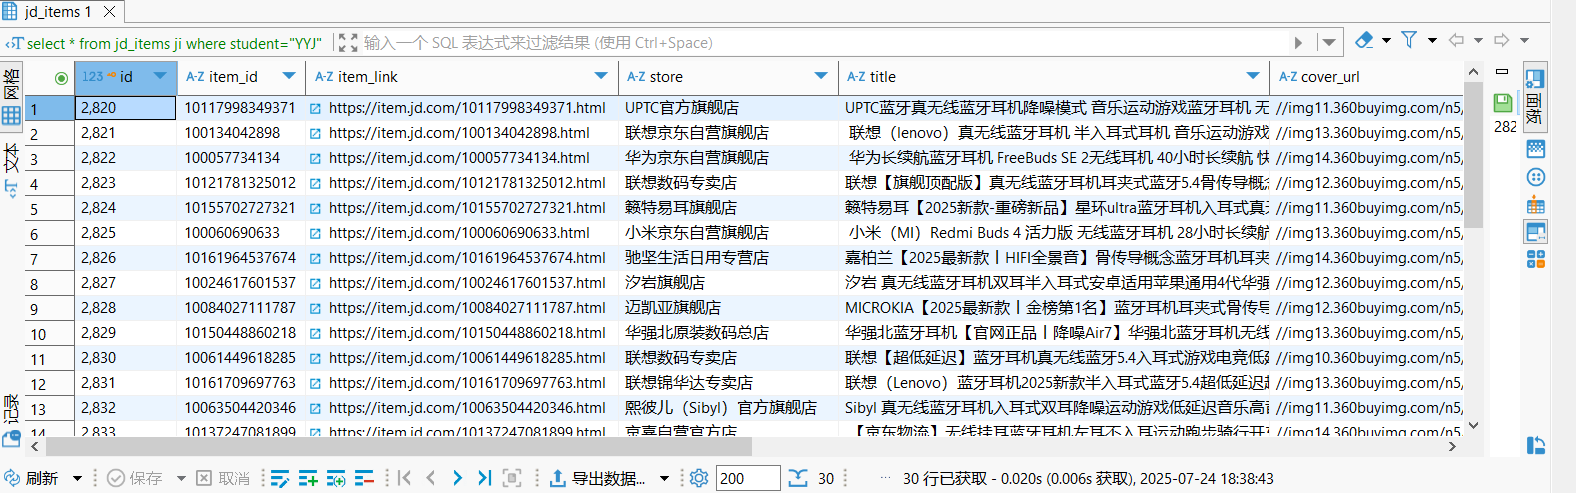 jd_items 1
select * from jd_items ji where student="YYJ" 输入一个 SQL 表达式来过滤结果 (使用 Ctrl+Space)
网格
文本
记录
123 id A-Z item_id A-Z item_link A-Z store A-Z title A-Z cover_url
1 2,820 10117998349371 https://item.jd.com/10117998349371.html UPTC官方旗舰店 UPTC蓝牙真无线蓝牙耳机降噪模式 音乐运动游戏蓝牙耳机 无 //img11.360buyimg.com/n5/
2 2,821 100134042898 https://item.jd.com/100134042898.html 联想京东自营旗舰店 联想（lenovo）真无线蓝牙耳机 半入耳式耳机 音乐运动游戏 //img13.360buyimg.com/n5/
3 2,822 100057734134 https://item.jd.com/100057734134.html 华为京东自营旗舰店 华为长续航蓝牙耳机 FreeBuds SE 2无线耳机 40小时长续航 快 //img14.360buyimg.com/n5/
4 2,823 10121781325012 https://item.jd.com/10121781325012.html 联想数码专卖店 联想【旗舰顶配版】真无线蓝牙耳机耳夹式蓝牙5.4骨传导概念 //img12.360buyimg.com/n5/
5 2,824 10155702727321 https://item.jd.com/10155702727321.html 籁特易耳旗舰店 籁特易耳【2025新款-重磅新品】星环ultra蓝牙耳机入耳式真无 //img11.360buyimg.com/n5/
6 2,825 100060690633 https://item.jd.com/100060690633.html 小米京东自营旗舰店 小米（MI）Redmi Buds 4 活力版 无线蓝牙耳机 28小时长续航 //img13.360buyimg.com/n5/
7 2,826 10161964537674 https://item.jd.com/10161964537674.html 驰坚生活日用专营店 嘉柏兰【2025最新款丨HIFI全景音】骨传导概念蓝牙耳机耳夹 //img14.360buyimg.com/n5/
8 2,827 10024617601537 https://item.jd.com/10024617601537.html 汐岩旗舰店 汐岩 真无线蓝牙耳机双耳半入耳式安卓适用苹果通用4代华强 //img12.360buyimg.com/n5/
9 2,828 10084027111787 https://item.jd.com/10084027111787.html 迈凯亚旗舰店 MICROKIA【2025最新款丨金榜第1名】蓝牙耳机耳夹式骨传导 //img12.360buyimg.com/n5/
10 2,829 10150448860218 https://item.jd.com/10150448860218.html 华强北原装数码总店 华强北蓝牙耳机【官网正品丨降噪Air7】华强北蓝牙耳机无线 //img13.360buyimg.com/n5/
11 2,830 10061449618285 https://item.jd.com/10061449618285.html 联想数码专卖店 联想【超低延迟】蓝牙耳机真无线蓝牙5.4入耳式游戏电竞低延 //img10.360buyimg.com/n5/
12 2,831 10161709697763 https://item.jd.com/10161709697763.html 联想锦华达专卖店 联想（Lenovo）蓝牙耳机2025新款半入耳式蓝牙5.4超低延迟超 //img13.360buyimg.com/n5/
13 2,832 10063504420346 https://item.jd.com/10063504420346.html 熙彼儿（Sibyl）官方旗舰店 Sibyl 真无线蓝牙耳机入耳式双耳降噪运动游戏低延迟音乐高音 //img11.360buyimg.com/n5/
14 2,833 10137247081899 https://item.jd.com/10137247081899.html 京喜自营官方店 【京东物流】无线挂耳蓝牙耳机左耳不入耳运动跑步骑行开车 //img14.360buyimg.com/n5/
282
面板
刷新 保存 取消 导出数据... 200 30 ... 30 行已获取 - 0.020s (0.006s 获取), 2025-07-24 18:38:43